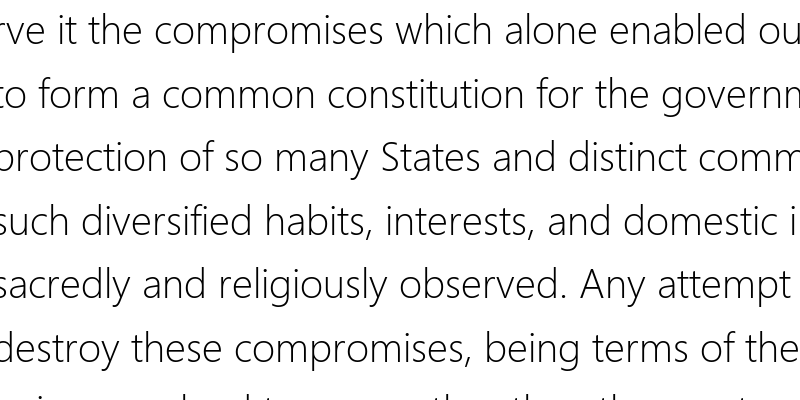 rve it the compromises which alone enabled ou
to form a common constitution for the governm
protection of so many States and distinct comm
such diversified habits, interests, and domestic i
sacredly and religiously observed. Any attempt
destroy these compromises, being terms of the